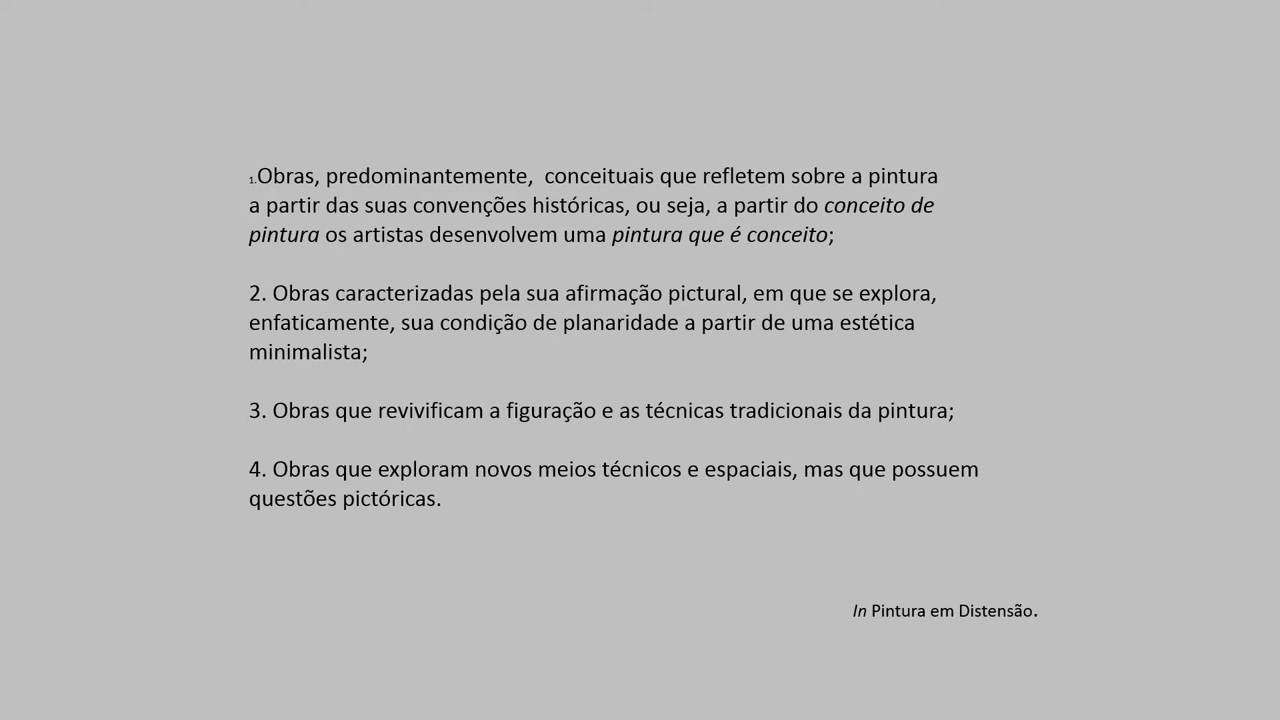 1.Obras, predominantemente,  conceituais que refletem sobre a pintura
a partir das suas convenções históricas, ou seja, a partir do conceito de
pintura os artistas desenvolvem uma pintura que é conceito;
2. Obras caracterizadas pela sua afirmação pictural, em que se explora,
enfaticamente, sua condição de planaridade a partir de uma estética
minimalista;
3. Obras que revivificam a figuração e as técnicas tradicionais da pintura;
4. Obras que exploram novos meios técnicos e espaciais, mas que possuem
questões pictóricas.
In Pintura em Distensão.